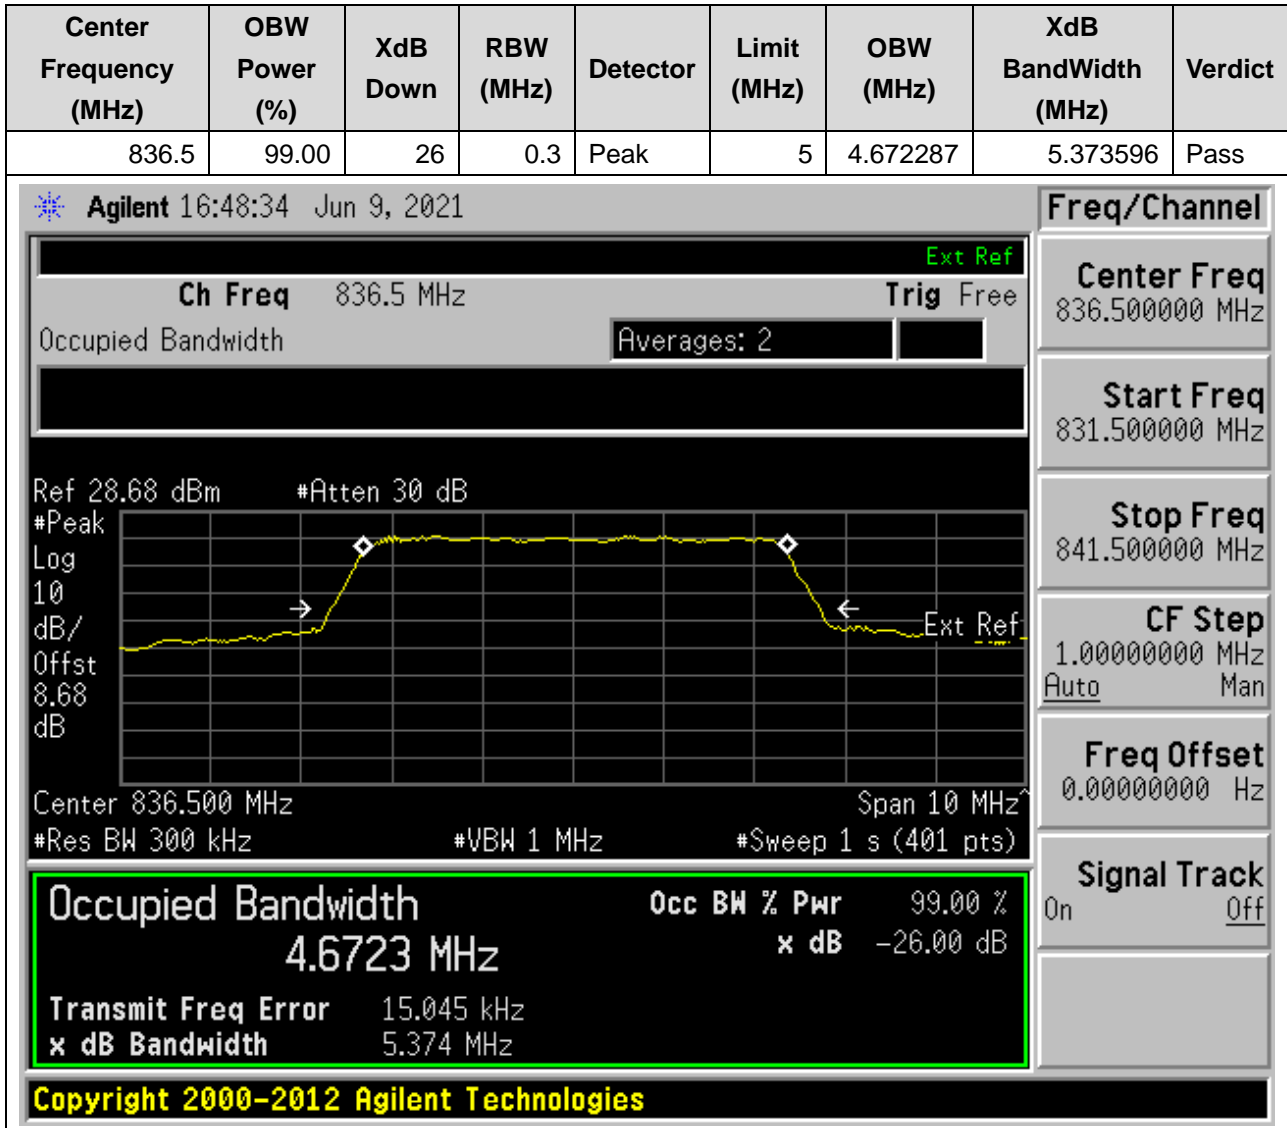 Center Frequency (MHz) OBW Power (%) XdB Down RBW (MHz) Detector Limit (MHz) OBW (MHz) XdB BandWidth (MHz) Verdict
836.5 99.00 26 0.3 Peak 5 4.672287 5.373596 Pass
Agilent 16:48:34 Jun 9, 2021
Freq/Channel
Ext Ref
Ch Freq 836.5 MHz Trig Free
Occupied Bandwidth Averages: 2
Center Freq
836.500000 MHz
Start Freq
831.500000 MHz
Stop Freq
841.500000 MHz
CF Step
1.00000000 MHz
Auto Man
Freq Offset
0.00000000 Hz
Signal Track
On Off
Ref 28.68 dBm #Atten 30 dB
#Peak
Log
10
dB/
Offst
8.68
dB
Ext Ref
Center 836.500 MHz Span 10 MHz^
#Res BW 300 kHz #VBW 1 MHz #Sweep 1 s (401 pts)
Occupied Bandwidth
4.6723 MHz
Occ BW % Pwr 99.00 %
x dB -26.00 dB
Transmit Freq Error 15.045 kHz
x dB Bandwidth 5.374 MHz
Copyright 2000-2012 Agilent Technologies